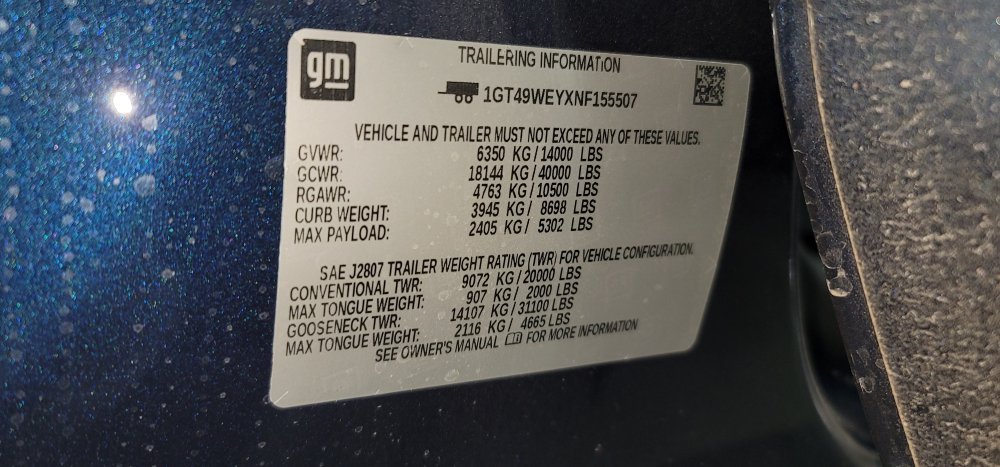 gm
TRAILERING INFORMATION
1GT49WEYXNF155507
VEHICLE AND TRAILER MUST NOT EXCEED ANY OF THESE VALUES.
GVWR: 6350 KG / 14000 LBS
GCWR: 18144 KG / 40000 LBS
RGAWR: 4763 KG / 10500 LBS
CURB WEIGHT: 3945 KG / 8698 LBS
MAX PAYLOAD: 2405 KG / 5302 LBS
SAE J2807 TRAILER WEIGHT RATING (TWR) FOR VEHICLE CONFIGURATION.
CONVENTIONAL TWR: 9072 KG / 20000 LBS
MAX TONGUE WEIGHT: 907 KG / 2000 LBS
GOOSENECK TWR: 14107 KG / 31100 LBS
MAX TONGUE WEIGHT: 2116 KG / 4665 LBS
SEE OWNER'S MANUAL FOR MORE INFORMATION